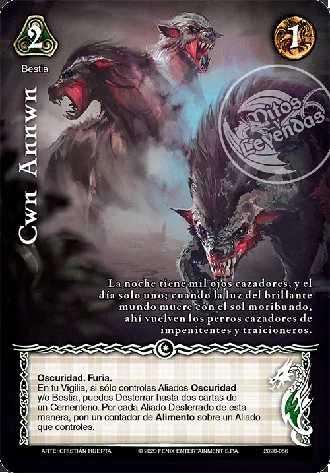 2
1
Bestia
Cwn Annwn
Mitos
y
Leyendas
La noche tiene mil ojos cazadores, y el
día solo uno; cuando la luz del brillante
mundo muere con el sol moribundo,
ahí vuelven los perros cazadores de
impenitentes y traicioneros.
Oscuridad. Furia.
En tu Vigilia, si sólo controlas Aliados Oscuridad
y/o Bestia, puedes Desterrar hasta dos cartas de
un Cementerio. Por cada Aliado Desterrado de esta
manera, pon un contador de Alimento sobre un Aliado
que controles.
ARTE: CRISTIÁN HUERTA
© 2020 FENIX ENTERTAINMENT S.P.A.